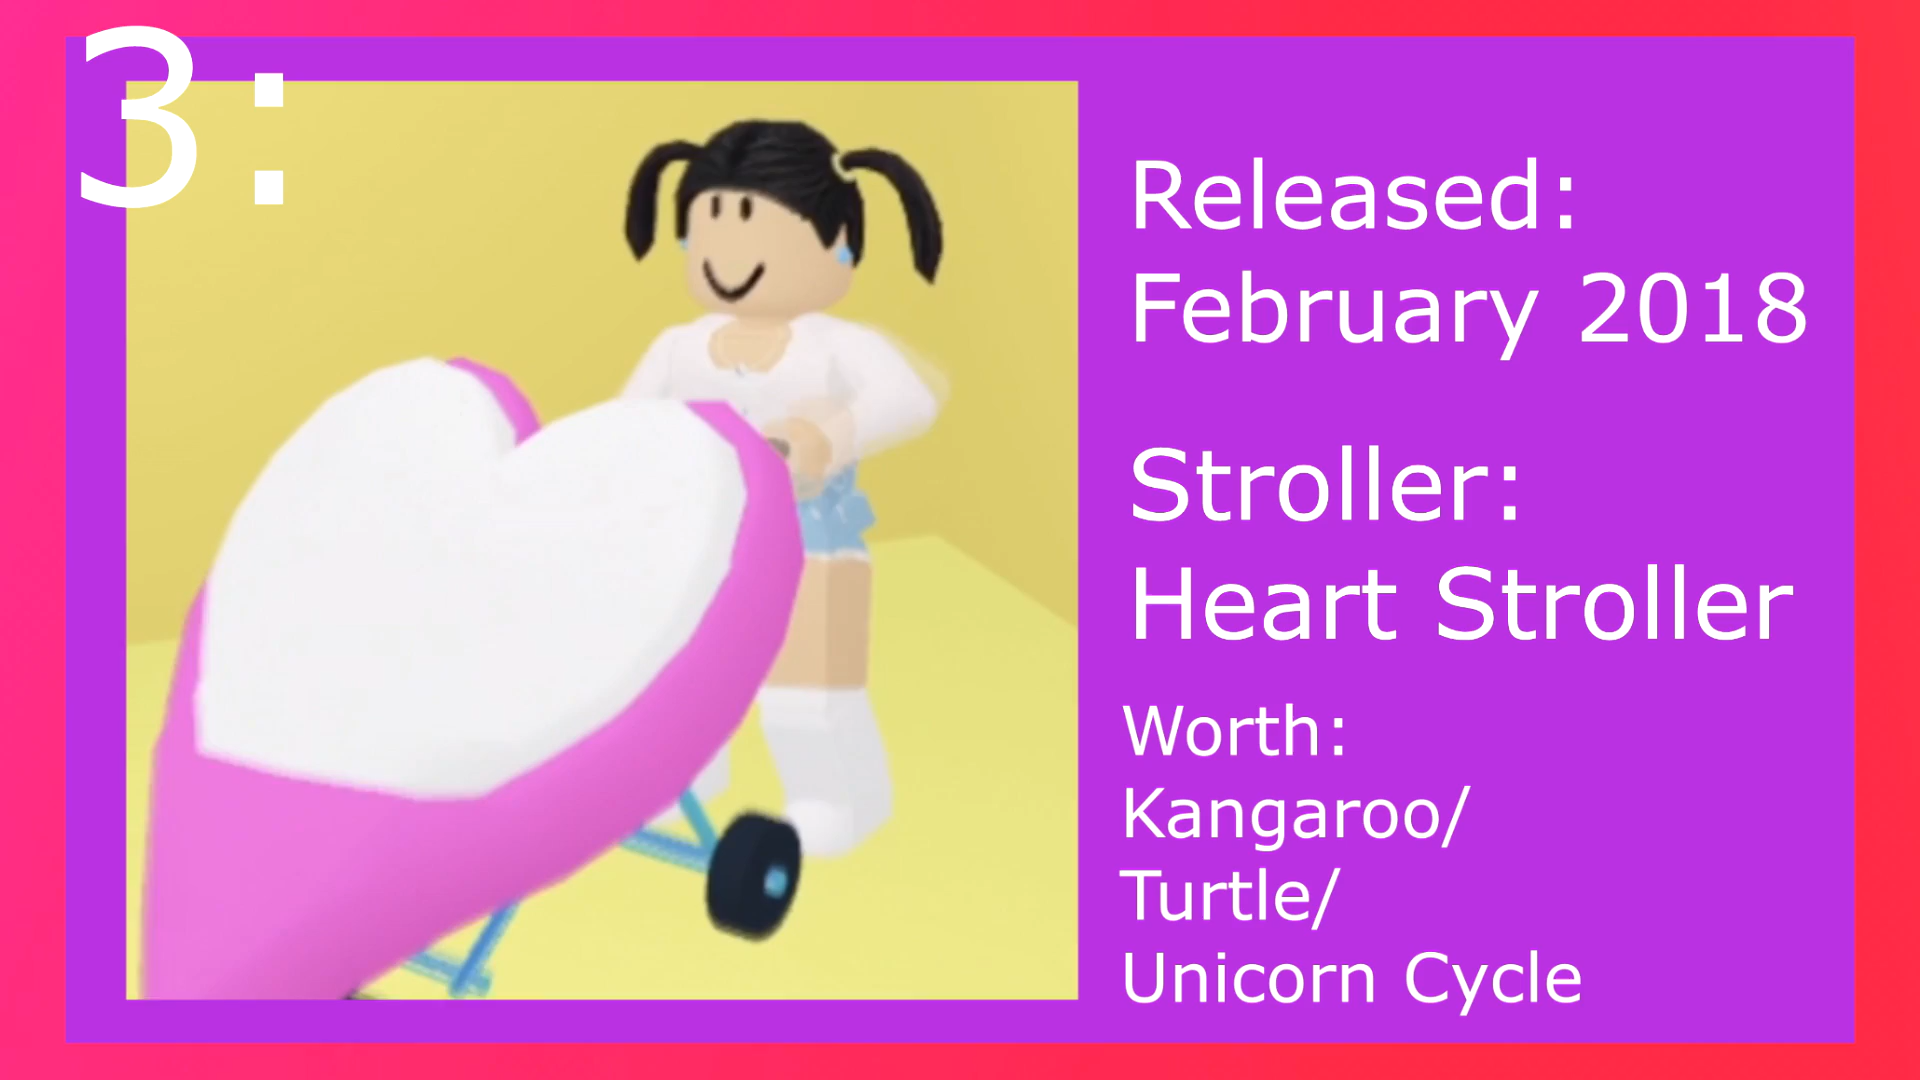 3:
Released:
February 2018
Stroller:
Heart Stroller
Worth:
Kangaroo/
Turtle/
Unicorn Cycle